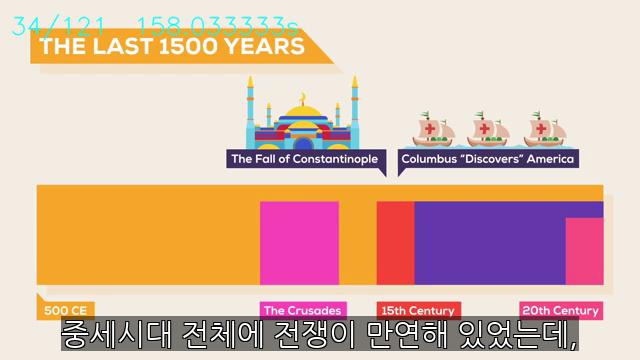 34/121 158.033333s
THE LAST 1500 YEARS
The Fall of Constantinople
Columbus "Discovers" America
500 CE
The Crusades
15th Century
20th Century
중세시대 전체에 전쟁이 만연해 있었는데,